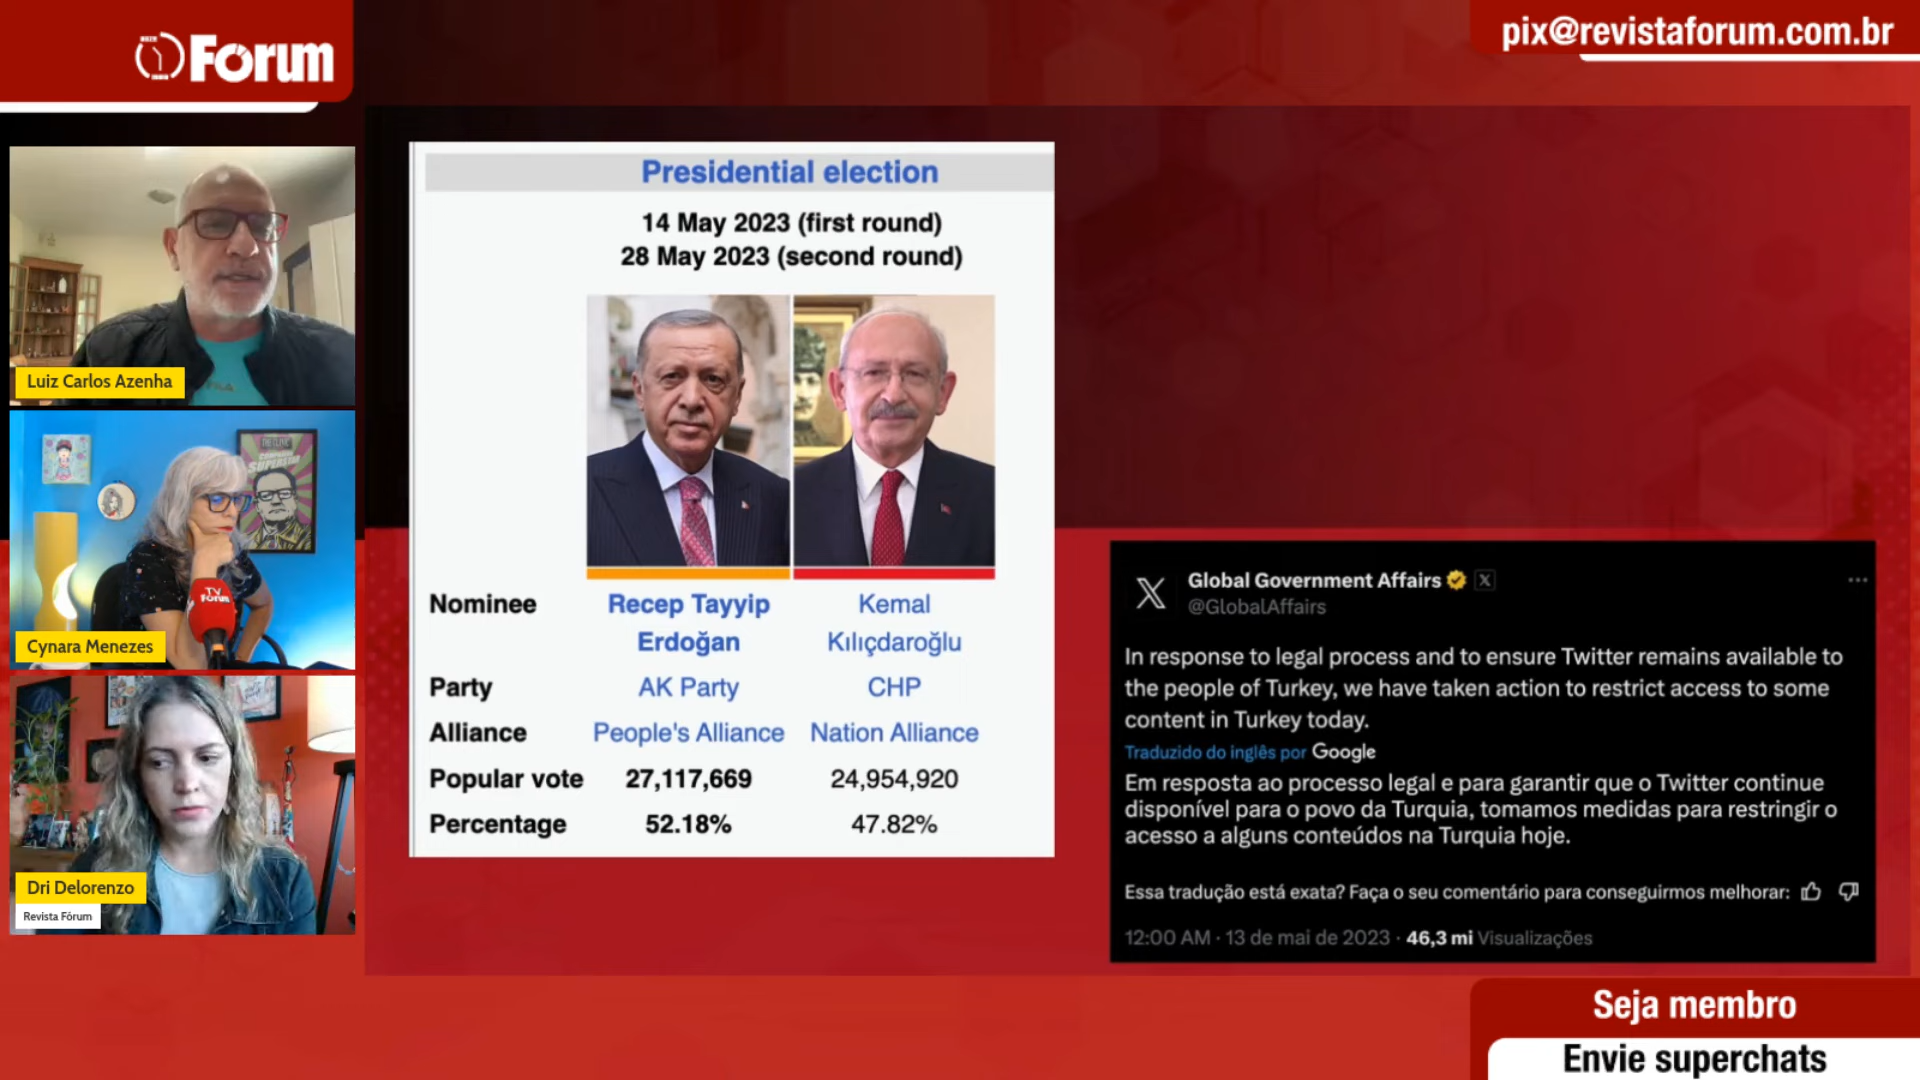 Forum
pix@revistaforum.com.br
Luiz Carlos Azenha
THE CLIVE
COMPANY
SUPERSTAR
TV
Forum
Cynara Menezes
Dri Delorenzo
Revista Fórum
Presidential election
14 May 2023 (first round)
28 May 2023 (second round)
Nominee Recep Tayyip Kemal
Erdoğan Kılıçdaroğlu
Party AK Party CHP
Alliance People's Alliance Nation Alliance
Popular vote 27,117,669 24,954,920
Percentage 52.18% 47.82%
X Global Government Affairs X
@GlobalAffairs
In response to legal process and to ensure Twitter remains available to
the people of Turkey, we have taken action to restrict access to some
content in Turkey today.
Traduzido do inglês por Google
Em resposta ao processo legal e para garantir que o Twitter continue
disponível para o povo da Turquia, tomamos medidas para restringir o
acesso a alguns conteúdos na Turquia hoje.
Essa tradução está exata? Faça o seu comentário para conseguirmos melhorar:
12:00 AM · 13 de mai de 2023 · 46,3 mi Visualizações
Seja membro
Envie superchats